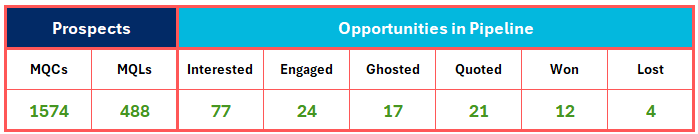 Prospects Opportunities in Pipeline
MQCs MQLs Interested Engaged Ghosted Quoted Won Lost
1574 488 77 24 17 21 12 4